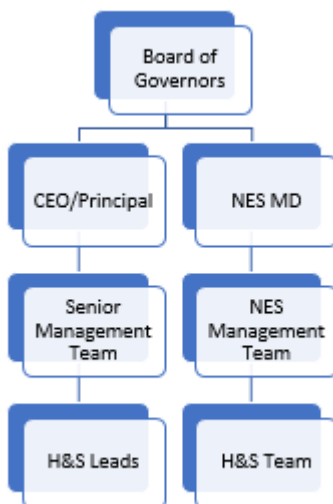 Board of
Governors
CEO/Principal
NES MD
Senior
Management
Team
NES
Management
Team
H&S Leads
H&S Team